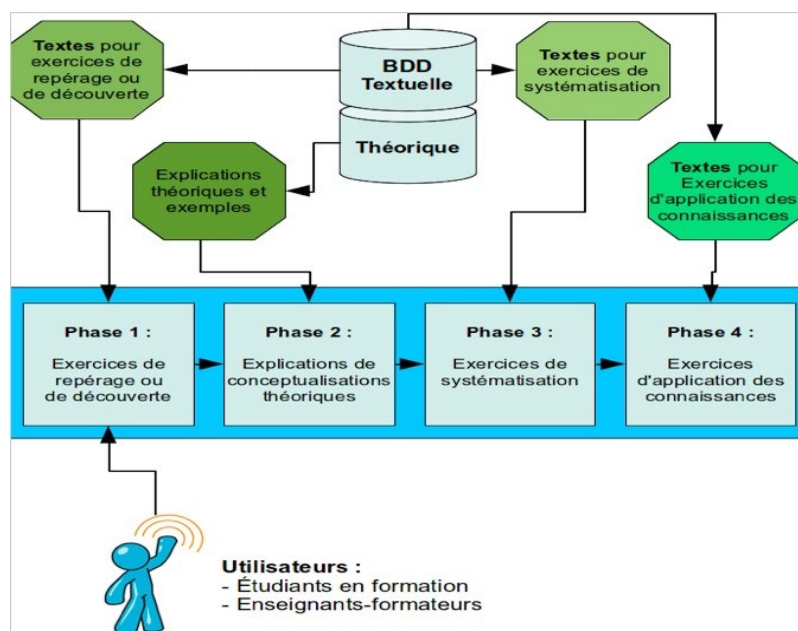 Textes pour
exercices de
repérage ou
de découverte
BDD
Textuelle
Théorique
Textes pour
exercices de
systématisation
Explications
théoriques et
exemples
Textes pour
Exercices
d'application des
connaissances
Phase 1 :
Exercices de
repérage ou
de découverte
Phase 2 :
Explications de
conceptualisations
théoriques
Phase 3 :
Exercices de
systématisation
Phase 4 :
Exercices
d'application des
connaissances
Utilisateurs :
- Étudiants en formation
- Enseignants-formateurs